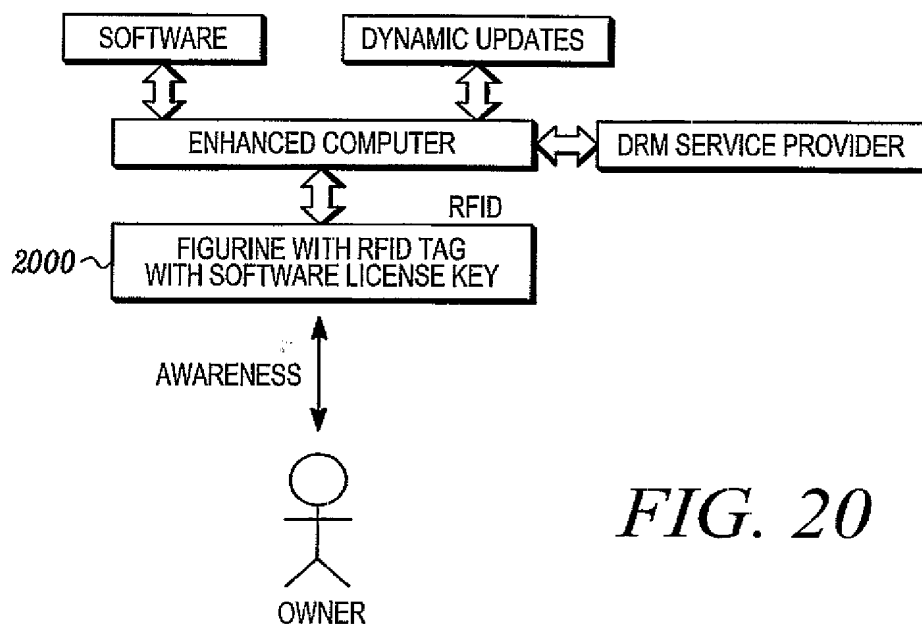 SOFTWARE
DYNAMIC UPDATES
ENHANCED COMPUTER
DRM SERVICE PROVIDER
RFID
2000
FIGURINE WITH RFID TAG
WITH SOFTWARE LICENSE KEY
AWARENESS
OWNER
FIG. 20